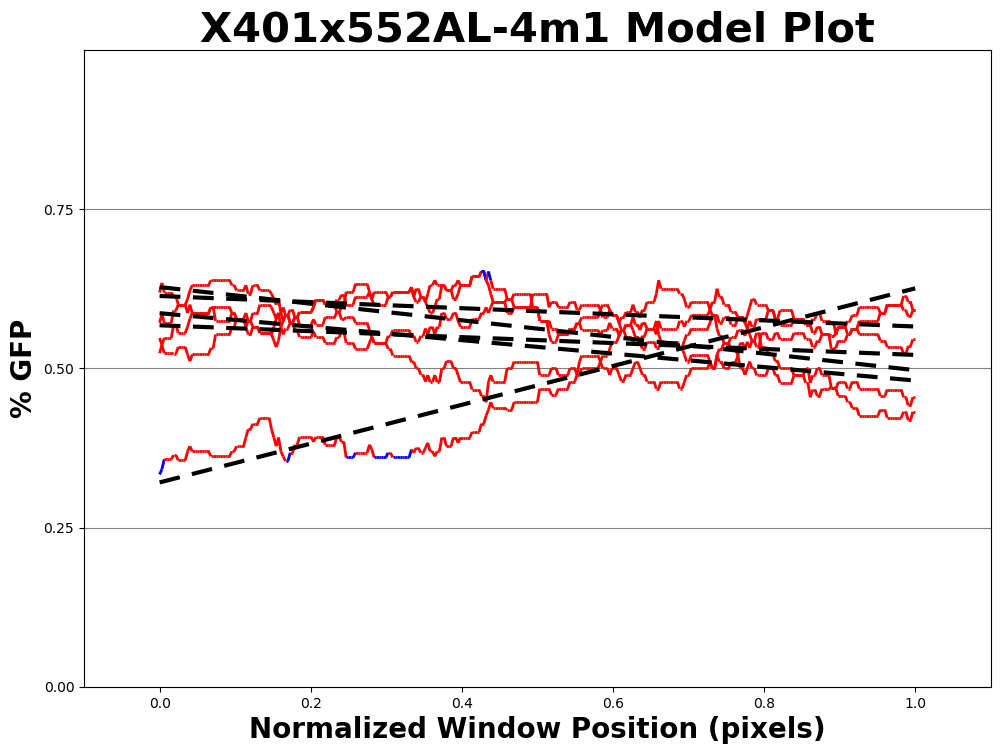 X401x552AL-4m1 Model Plot
% GFP
0.75
0.50
0.25
0.00
0.0 0.2 0.4 0.6 0.8 1.0
Normalized Window Position (pixels)